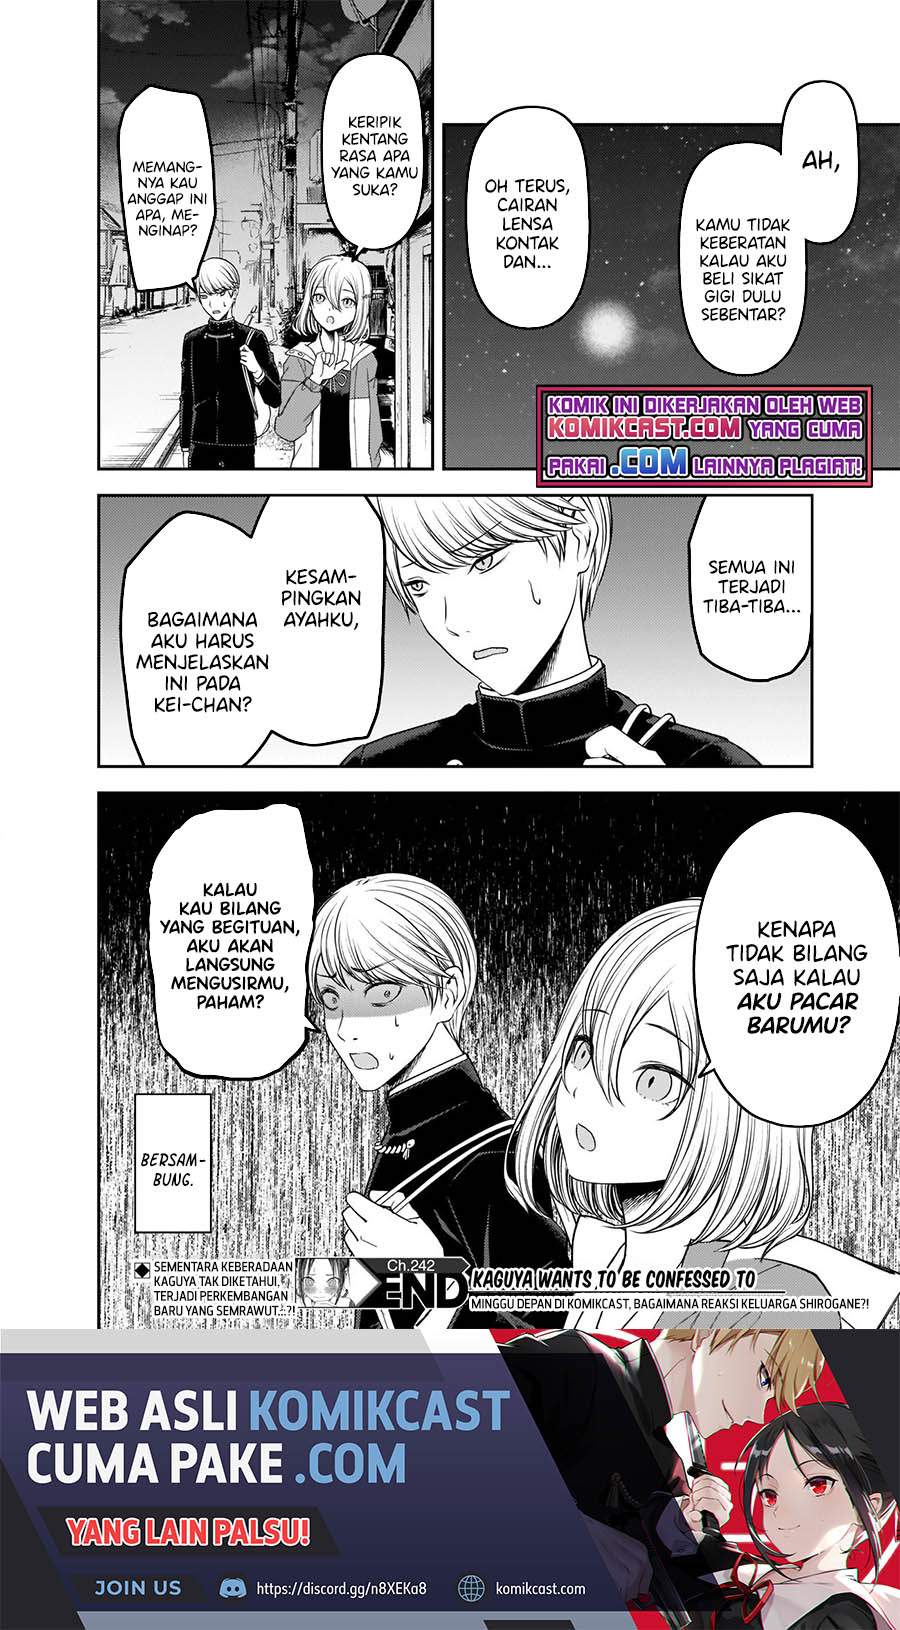 AH,
KAMU TIDAK
KEBERATAN
KALAU AKU
BELI SIKAT
GIGI DULU
SEBENTAR?
OH TERUS,
CAIRAN
LENSA
KONTAK
DAN...
KERIPIK
KENTANG
RASA APA
YANG KAMU
SUKA?
MEMANG-
NYA KAU
ANGGAP INI
APA, ME-
NGINAP?
KOMIK INI DIKERJAKAN OLEH WEB
KOMIKCAST.COM YANG CUMA
PAKAI .COM LAINNYA PLAGIAT!
SEMUA INI
TERJADI
TIBA-TIBA...
KESAM-
PINGKAN
AYAHKU,
BAGAIMANA
AKU HARUS
MENJELASKAN
INI PADA
KEI-CHAN?
KENAPA
TIDAK BILANG
SAJA KALAU
AKU PACAR
BARUMU?
KALAU
KAU BILANG
YANG BEGITUAN,
AKU AKAN
LANGSUNG
MENGUSIRMU,
PAHAM?
BERSAM-
BUNG.
SEMENTARA KEBERADAAN
KAGUYA TAK DIKETAHUI,
TERJADI PERKEMBANGAN
BARU YANG SEMRAWUT...?!
Ch.242
END
KAGUYA WANTS TO BE CONFESSED TO
MINGGU DEPAN DI KOMIKCAST, BAGAIMANA REAKSI KELUARGA SHIROGANE?!
WEB ASLI KOMIKCAST
CUMA PAKE .COM
YANG LAIN PALSU!
JOIN US
https://discord.gg/n8XEKa8
komikcast.com